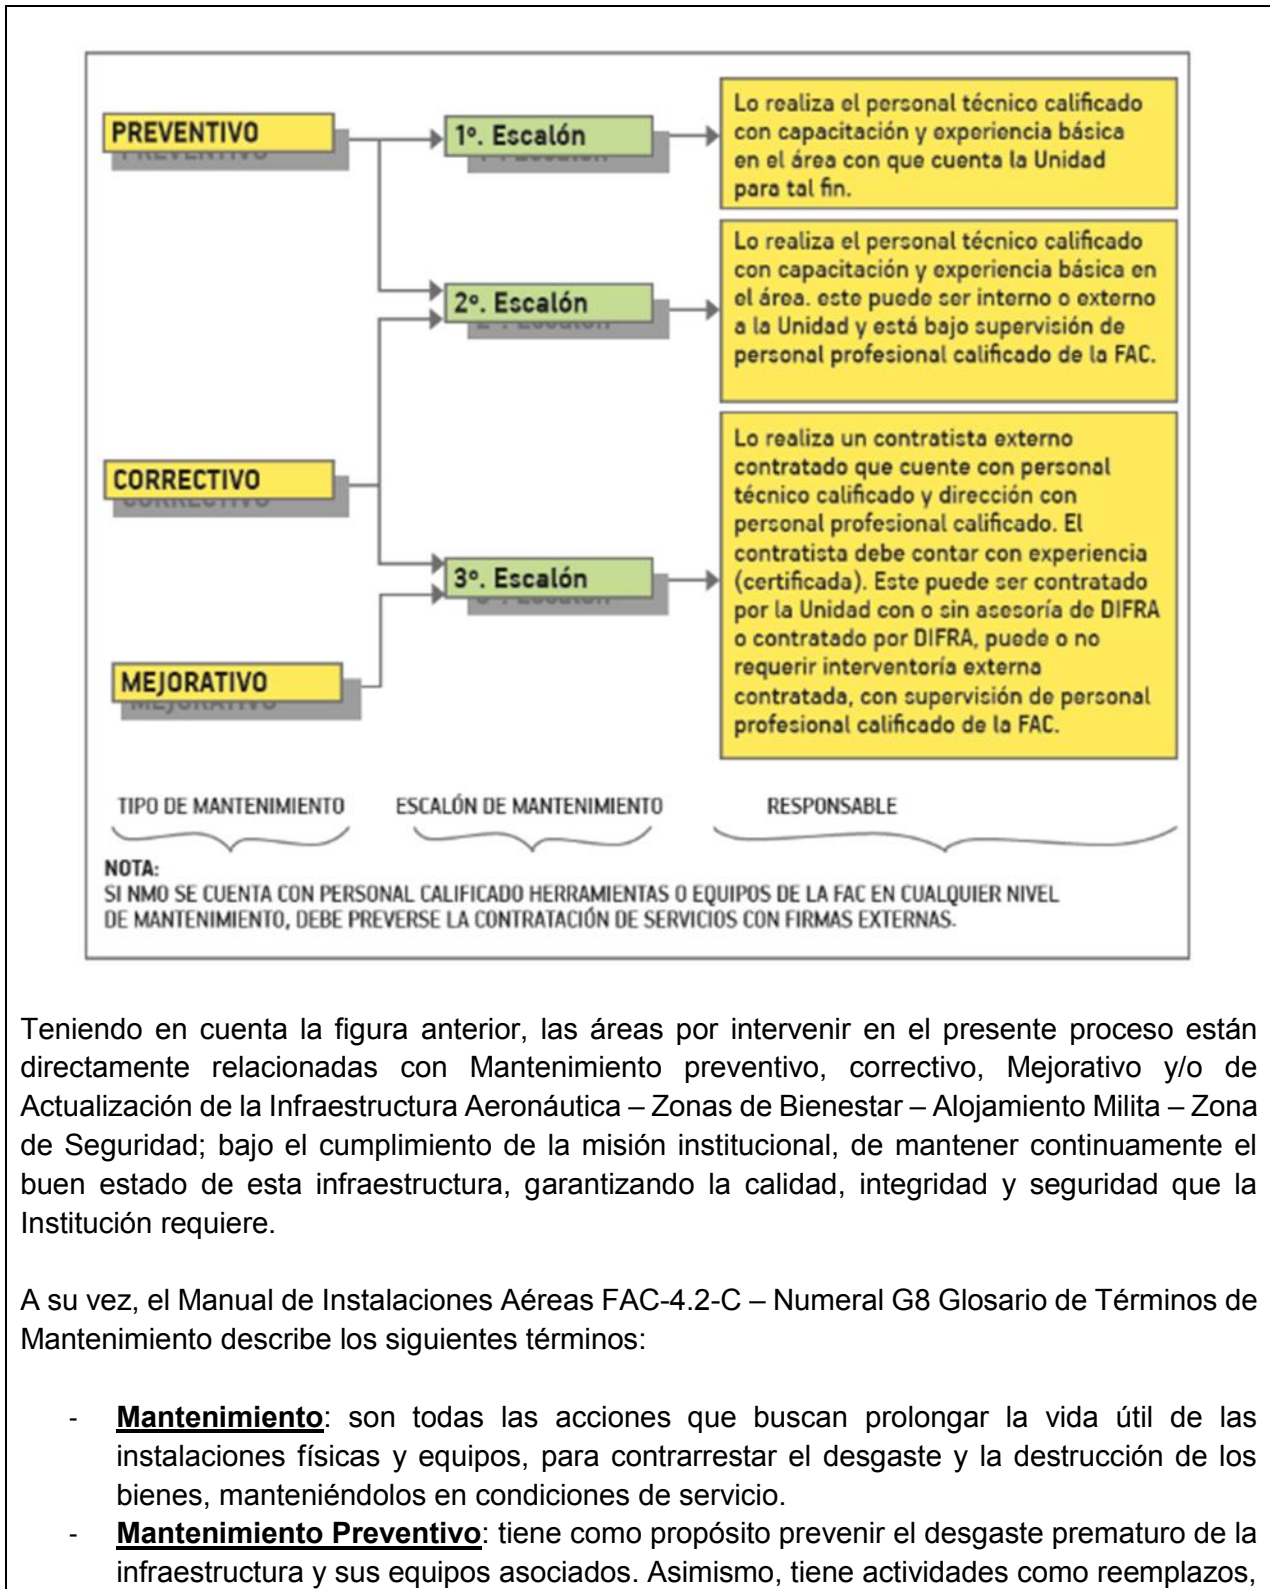 PREVENTIVO
1º. Escalón
Lo realiza el personal técnico calificado
con capacitación y experiencia básica
en el área con que cuenta la Unidad
para tal fin.
2º. Escalón
Lo realiza el personal técnico calificado
con capacitación y experiencia básica en
el área. este puede ser interno o externo
a la Unidad y está bajo supervisión de
personal profesional calificado de la FAC.
CORRECTIVO
3º. Escalón
Lo realiza un contratista externo
contratado que cuente con personal
técnico calificado y dirección con
personal profesional calificado. El
contratista debe contar con experiencia
(certificada). Este puede ser contratado
por la Unidad con o sin asesoría de DIFRA
o contratado por DIFRA, puede o no
requerir interventoría externa
contratada, con supervisión de personal
profesional calificado de la FAC.
MEJORATIVO
TIPO DE MANTENIMIENTO
ESCALÓN DE MANTENIMIENTO
RESPONSABLE
NOTA:
SI NMO SE CUENTA CON PERSONAL CALIFICADO HERRAMIENTAS O EQUIPOS DE LA FAC EN CUALQUIER NIVEL
DE MANTENIMIENTO, DEBE PREVERSE LA CONTRATACIÓN DE SERVICIOS CON FIRMAS EXTERNAS.
Teniendo en cuenta la figura anterior, las áreas por intervenir en el presente proceso están
directamente relacionadas con Mantenimiento preventivo, correctivo, Mejorativo y/o de
Actualización de la Infraestructura Aeronáutica – Zonas de Bienestar – Alojamiento Milita – Zona
de Seguridad; bajo el cumplimiento de la misión institucional, de mantener continuamente el
buen estado de esta infraestructura, garantizando la calidad, integridad y seguridad que la
Institución requiere.
A su vez, el Manual de Instalaciones Aéreas FAC-4.2-C – Numeral G8 Glosario de Términos de
Mantenimiento describe los siguientes términos:
- Mantenimiento: son todas las acciones que buscan prolongar la vida útil de las
instalaciones físicas y equipos, para contrarrestar el desgaste y la destrucción de los
bienes, manteniéndolos en condiciones de servicio.
- Mantenimiento Preventivo: tiene como propósito prevenir el desgaste prematuro de la
infraestructura y sus equipos asociados. Asimismo, tiene actividades como reemplazos,